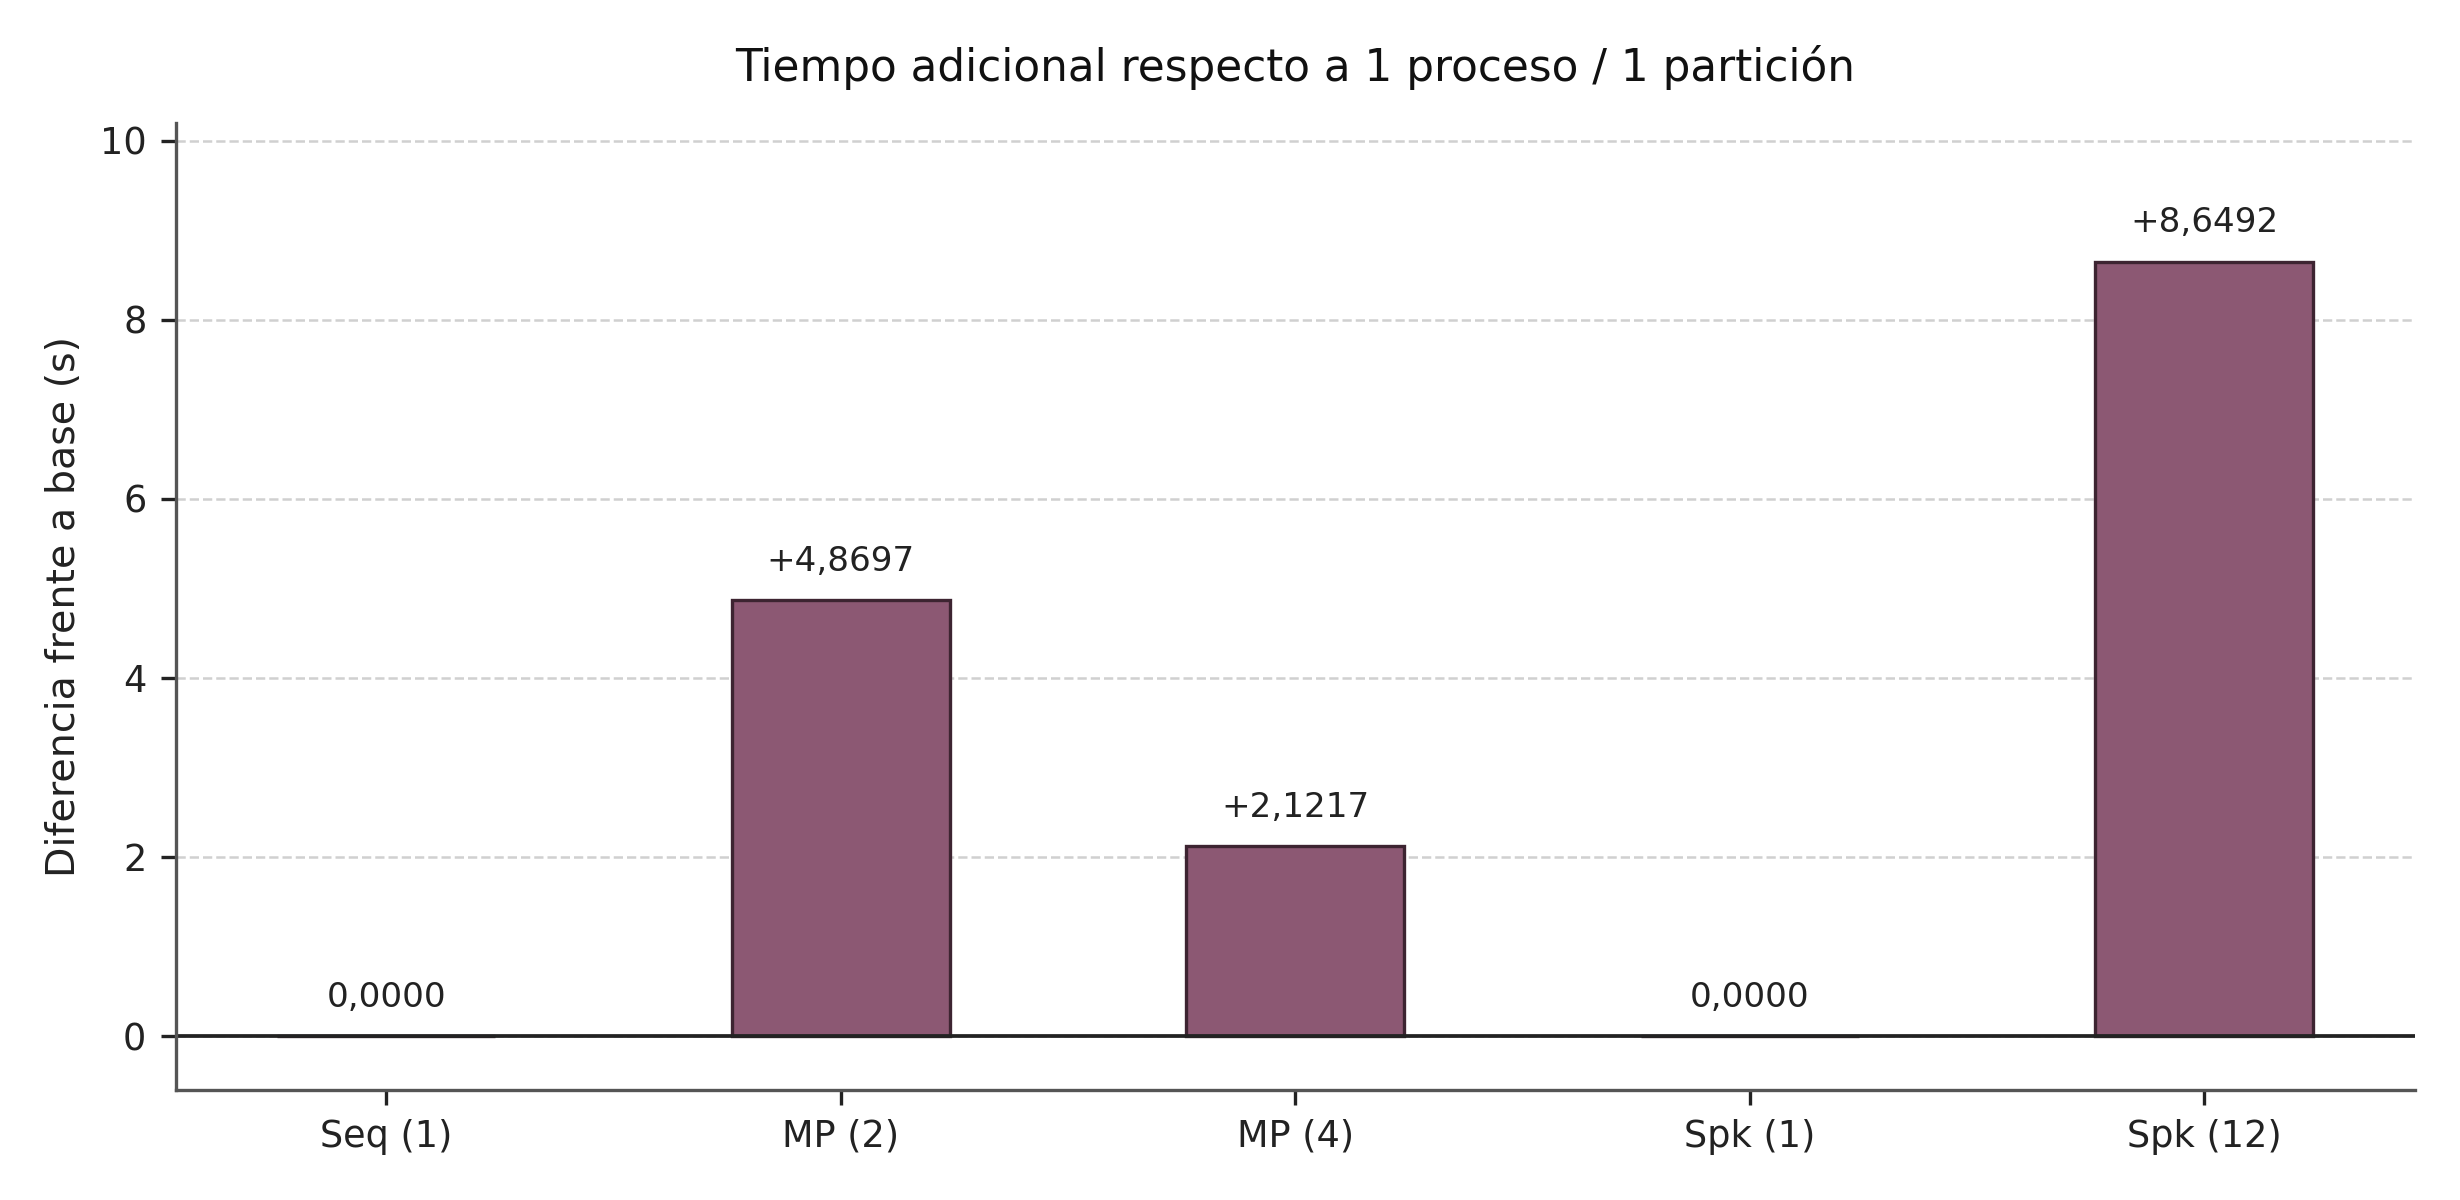 Tiempo adicional respecto a 1 proceso / 1 partición
Diferencia frente a base (s)
10
8
6
4
2
0
0,0000
+4,8697
+2,1217
0,0000
+8,6492
Seq (1)
MP (2)
MP (4)
Spk (1)
Spk (12)